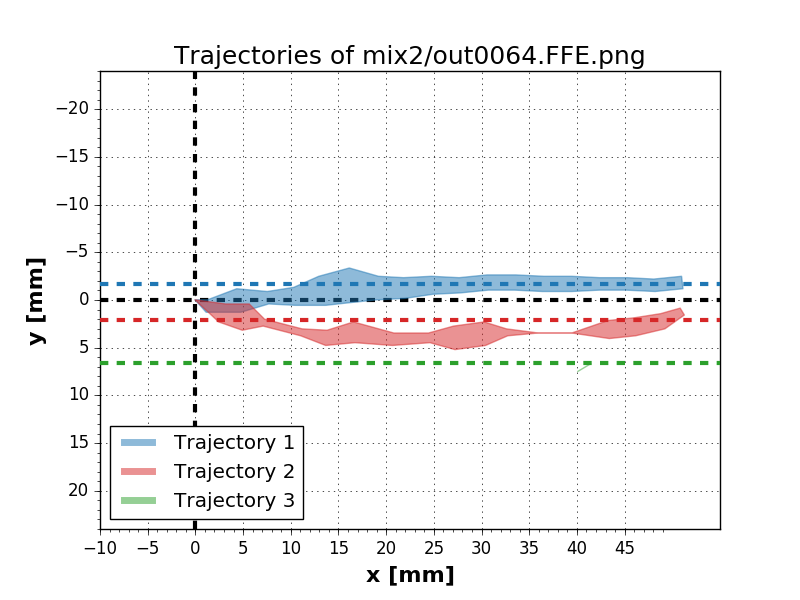 Trajectories of mix2/out0064.FFE.png
y [mm]
−20
−15
−10
−5
0
5
10
15
20
Trajectory 1
Trajectory 2
Trajectory 3
−10 −5 0 5 10 15 20 25 30 35 40 45
x [mm]